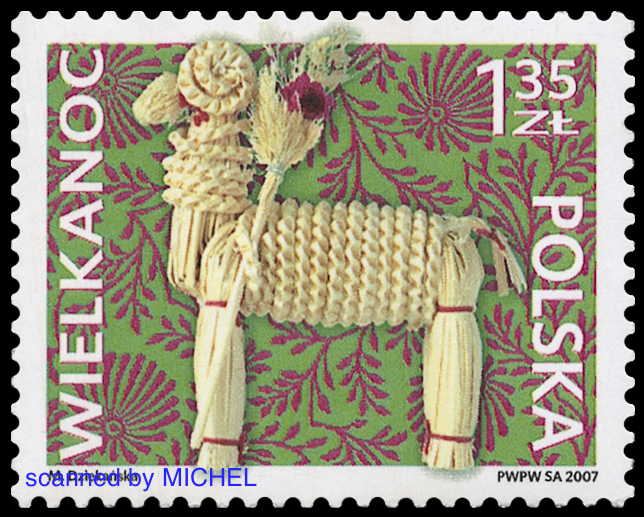 WIELKANOC
1 35
ZŁ
POLSKA
PWPW SA 2007
scanned by MICHEL